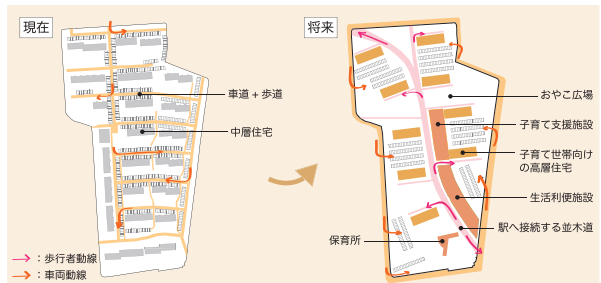 現在
車道 + 歩道
中層住宅
：歩行者動線
：車両動線
将来
おやこ広場
子育て支援施設
子育て世帯向け
の高層住宅
生活利便施設
駅へ接続する並木道
保育所